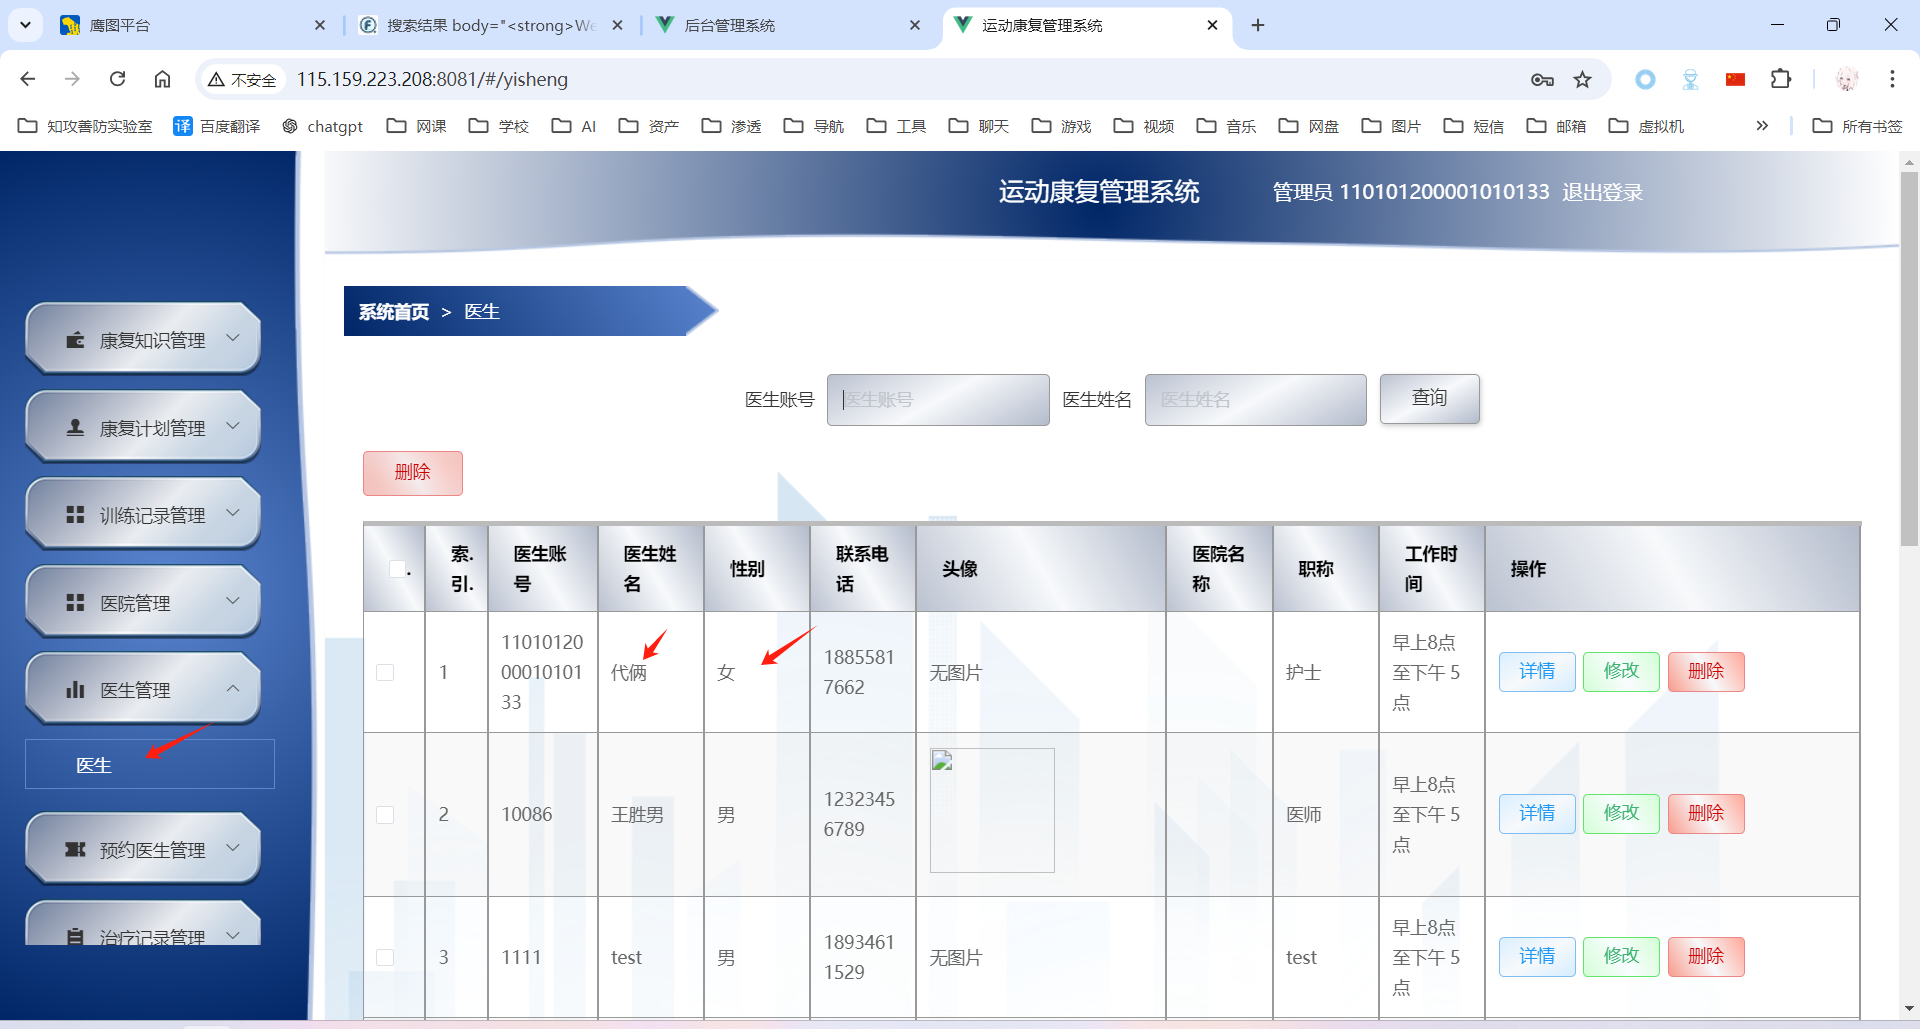 鹰图平台
搜索结果 body="<strong>We
后台管理系统
运动康复管理系统
不安全
115.159.223.208:8081/#/yisheng
知攻善防实验室
百度翻译
chatgpt
网课
学校
AI
资产
渗透
导航
工具
聊天
游戏
视频
音乐
网盘
图片
短信
邮箱
虚拟机
所有书签
运动康复管理系统
管理员 110101200001010133 退出登录
康复知识管理
康复计划管理
训练记录管理
医院管理
医生管理
医生
预约医生管理
治疗记录管理
系统首页 > 医生
医生账号 医生账号 医生姓名 医生姓名 查询
删除
索.
引.
医生账
号
医生姓
名
性别
联系电
话
头像
医院名
称
职称
工作时
间
操作
1
11010120
00010101
33
代俩
女
1885581
7662
无图片
护士
早上8点
至下午 5
点
详情 修改 删除
2
10086
王胜男
男
1232345
6789
医师
早上8点
至下午 5
点
详情 修改 删除
3
1111
test
男
1893461
1529
无图片
test
早上8点
至下午 5
点
详情 修改 删除